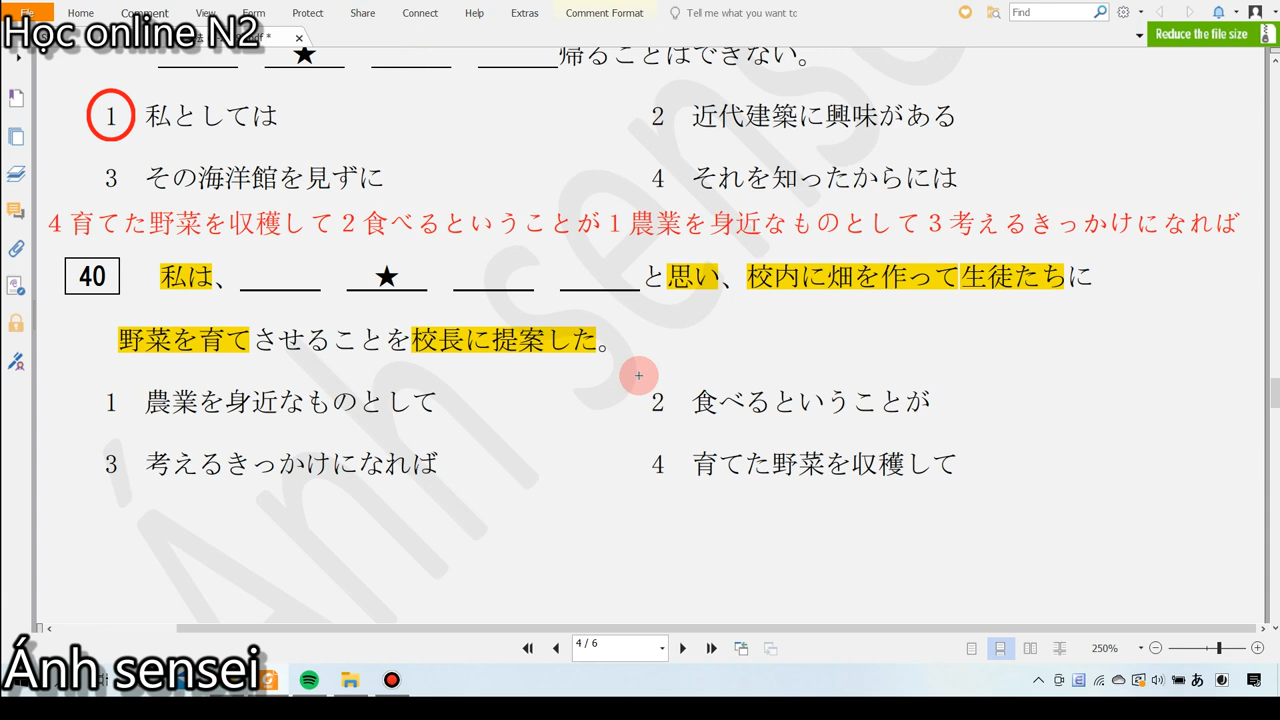 File Home Comment View Form Protect Share Connect Help Extras Comment Format Tell me what you want to Find
Học online N2
Reduce the file size
★ 帰ることはできない。
1 私としては 2 近代建築に興味がある
3 その海洋館を見ずに 4 それを知ったからには
4育てた野菜を収穫して2食べるということが1農業を身近なものとして3考えるきっかけになれば
40 私は、 ★ と思い、校内に畑を作って生徒たちに
野菜を育てさせることを校長に提案した。
1 農業を身近なものとして 2 食べるということが
3 考えるきっかけになれば 4 育てた野菜を収穫して
Ánh sensei
4 / 6
250%
Ánh sensei
あ